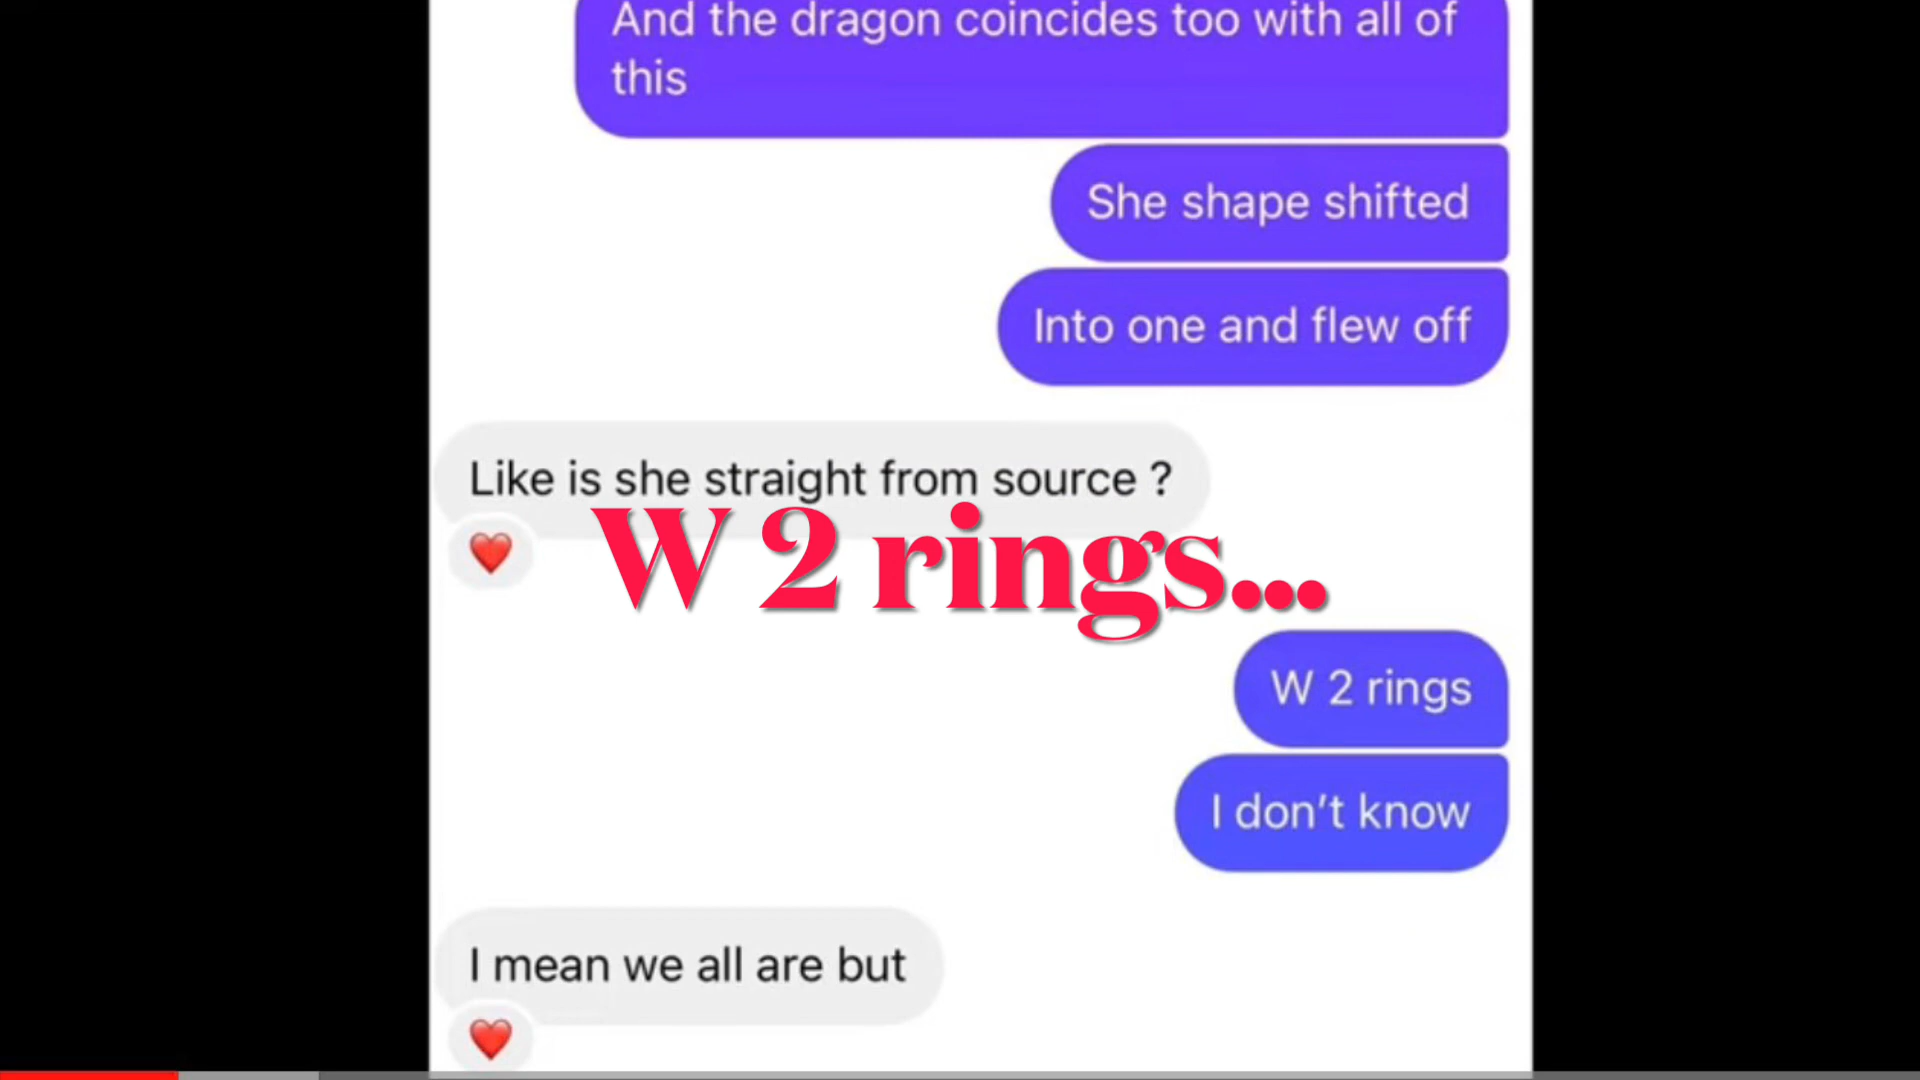 And the dragon coincides too with all of
this
She shape shifted
Into one and flew off
Like is she straight from source ?
W 2 rings...
W 2 rings
I don't know
I mean we all are but